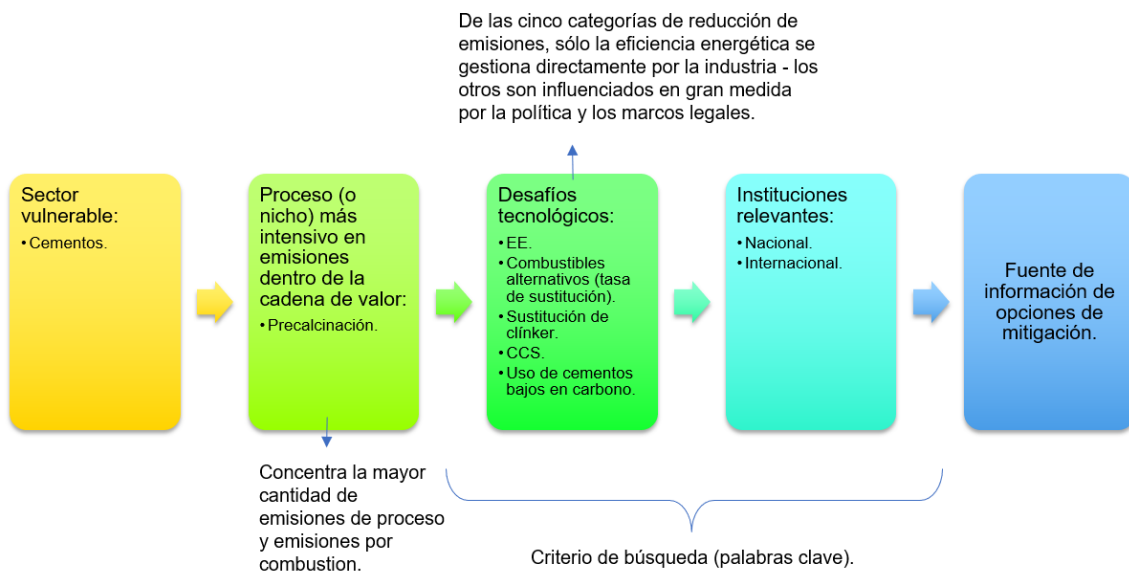 De las cinco categorías de reducción de
emisiones, sólo la eficiencia energética se
gestiona directamente por la industria - los
otros son influenciados en gran medida
por la política y los marcos legales.
Sector
vulnerable:
• Cementos.
Proceso (o
nicho) más
intensivo en
emisiones
dentro de la
cadena de valor:
• Precalcinación.
Desafíos
tecnológicos:
• EE.
• Combustibles
alternativos (tasa
de sustitución).
• Sustitución de
clínker.
• CCS.
• Uso de cementos
bajos en carbono.
Instituciones
relevantes:
• Nacional.
• Internacional.
Fuente de
información de
opciones de
mitigación.
Concentra la mayor
cantidad de
emisiones de proceso
y emisiones por
combustion.
Criterio de búsqueda (palabras clave).